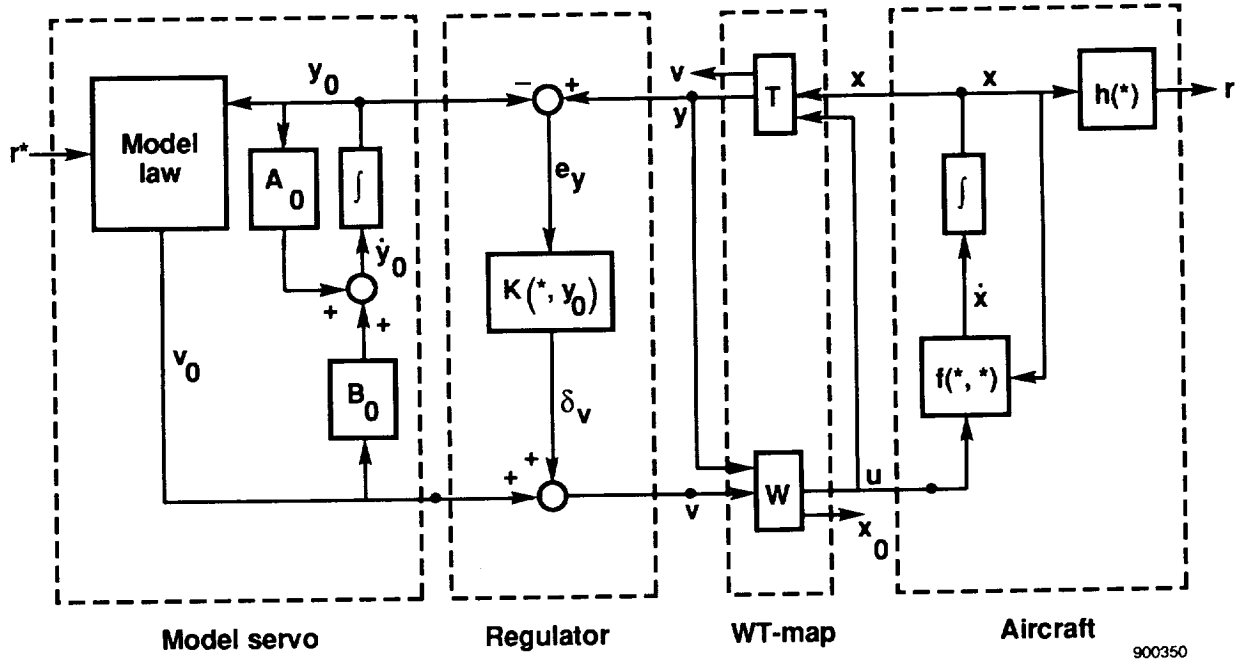 r*
Model
law
y0
A0
∫
ẏ0
+
+
B0
v0
Model servo
−
+
ey
K(*, y0)
δv
+
+
Regulator
v
T
y
W
v
u
x0
WT-map
x
x
h(*)
r
∫
ẋ
f(*, *)
Aircraft
900350